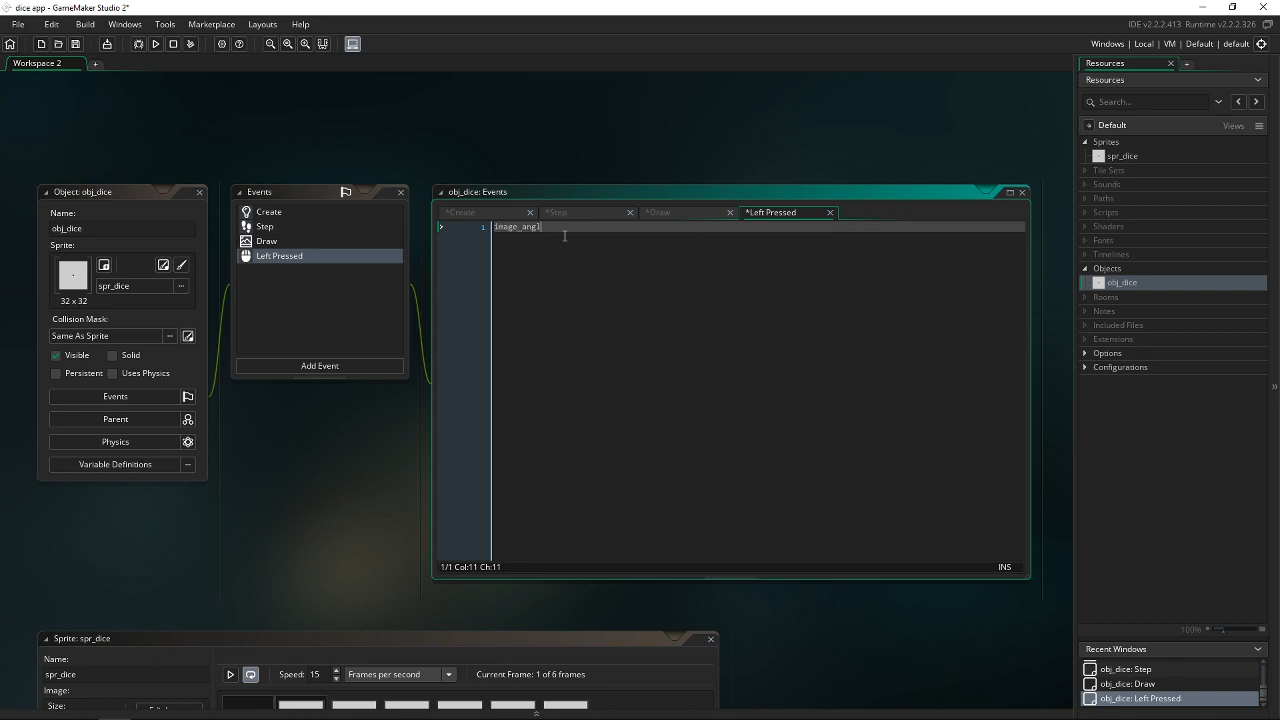 dice app - GameMaker Studio 2*
File Edit Build Windows Tools Marketplace Layouts Help
IDE v2.2.2.413 Runtime v2.2.2.326
Windows | Local | VM | Default | default
Workspace 2
Resources
Resources
Search...
Default Views
Sprites
spr_dice
Tile Sets
Sounds
Paths
Scripts
Shaders
Fonts
Timelines
Objects
obj_dice
Rooms
Notes
Included Files
Extensions
Options
Configurations
100%
Recent Windows
obj_dice: Step
obj_dice: Draw
obj_dice: Left Pressed
Object: obj_dice
Name:
obj_dice
Sprite:
spr_dice ...
32 x 32
Collision Mask:
Same As Sprite ...
Visible Solid
Persistent Uses Physics
Events
Parent
Physics
Variable Definitions ...
Events
Create
Step
Draw
Left Pressed
Add Event
obj_dice: Events
*Create *Step *Draw *Left Pressed
1 image_angl
1/1 Col:11 Ch:11 INS
Sprite: spr_dice
Name:
spr_dice
Image:
Size:
Speed: 15 Frames per second Current Frame: 1 of 6 frames